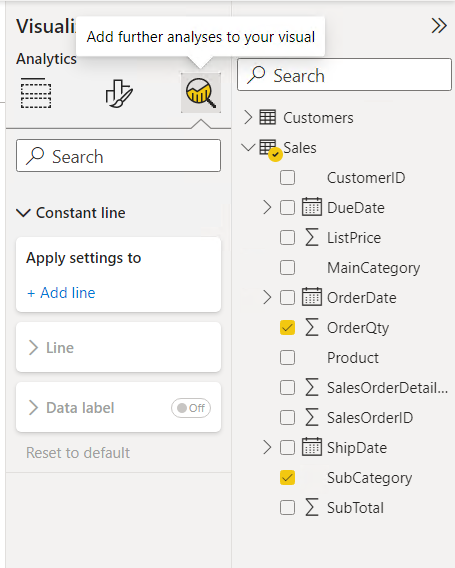 Visualiz
Add further analyses to your visual
Analytics
Search
Constant line
Apply settings to
+ Add line
Line
Data label
Off
Reset to default
Search
Customers
Sales
CustomerID
DueDate
ListPrice
MainCategory
OrderDate
OrderQty
Product
SalesOrderDetail...
SalesOrderID
ShipDate
SubCategory
SubTotal